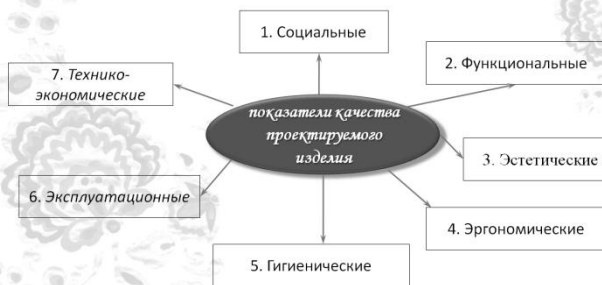 показатели качества
проектируемого
изделия
1. Социальные
2. Функциональные
3. Эстетические
4. Эргономические
5. Гигиенические
6. Эксплуатационные
7. Технико-
экономические